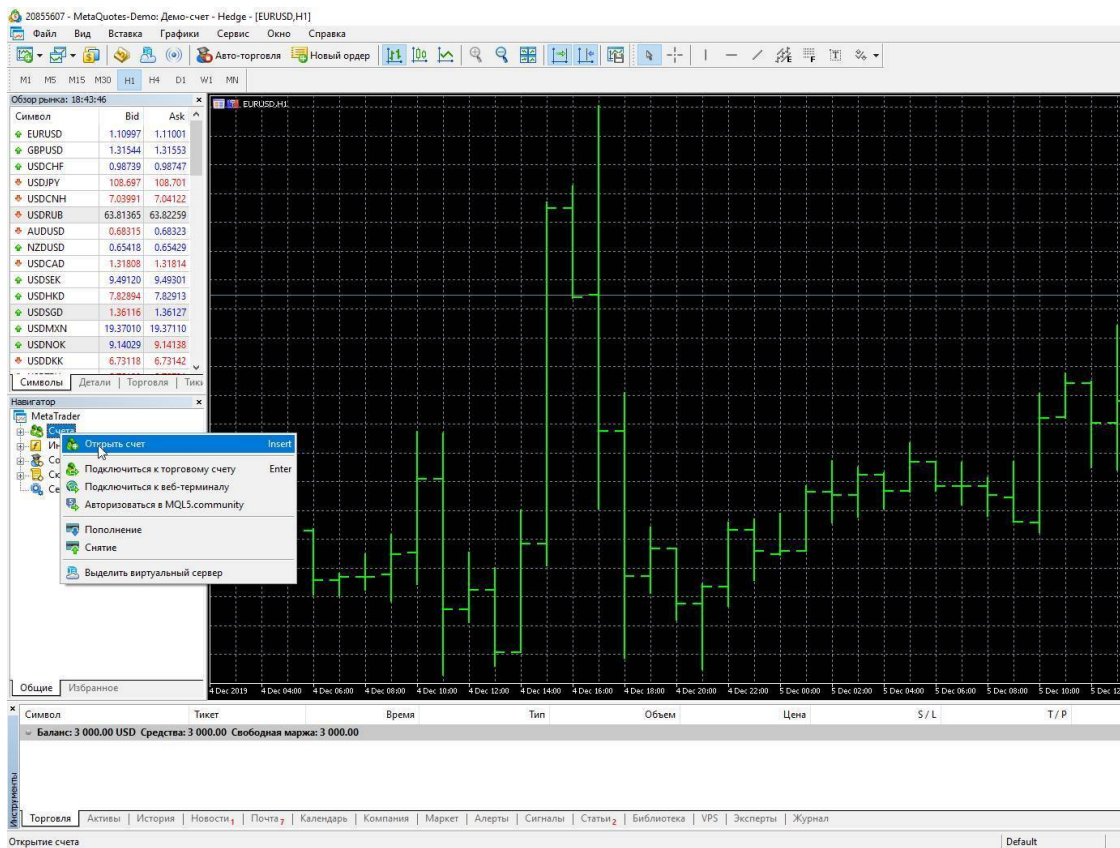 20855607 - MetaQuotes-Demo: Демо-счет - Hedge - [EURUSD,H1]
Файл Вид Вставка Графики Сервис Окно Справка
Авто-торговля Новый ордер
M1 M5 M15 M30 H1 H4 D1 W1 MN
Обзор рынка: 18:43:46
Символ Bid Ask
EURUSD 1.10997 1.11001
GBPUSD 1.31544 1.31553
USDCHF 0.98739 0.98747
USDJPY 108.697 108.701
USDCNH 7.03991 7.04122
USDRUB 63.81365 63.82259
AUDUSD 0.68315 0.68323
NZDUSD 0.65418 0.65429
USDCAD 1.31808 1.31814
USDSEK 9.49120 9.49301
USDHKD 7.82894 7.82913
USDSGD 1.36116 1.36127
USDMXN 19.37010 19.37110
USDNOK 9.14029 9.14138
USDDKK 6.73118 6.73142
Символы Детали Торговля Тики
Навигатор
MetaTrader
Счета
Открыть счет Insert
Подключиться к торговому счету Enter
Подключиться к веб-терминалу
Авторизоваться в MQL5.community
Пополнение
Снятие
Выделить виртуальный сервер
Общие Избранное
EURUSD,H1
4 Dec 2019 4 Dec 04:00 4 Dec 06:00 4 Dec 08:00 4 Dec 10:00 4 Dec 12:00 4 Dec 14:00 4 Dec 16:00 4 Dec 18:00 4 Dec 20:00 4 Dec 22:00 5 Dec 00:00 5 Dec 02:00 5 Dec 04:00 5 Dec 06:00 5 Dec 08:00 5 Dec 10:00 5 Dec 12
Символ Тикет Время Тип Объем Цена S / L T / P
Баланс: 3 000.00 USD Средства: 3 000.00 Свободная маржа: 3 000.00
Инструменты
Торговля Активы История Новости 1 Почта 7 Календарь Компания Маркет Алерты Сигналы Статьи 2 Библиотека VPS Эксперты Журнал
Открытие счета Default